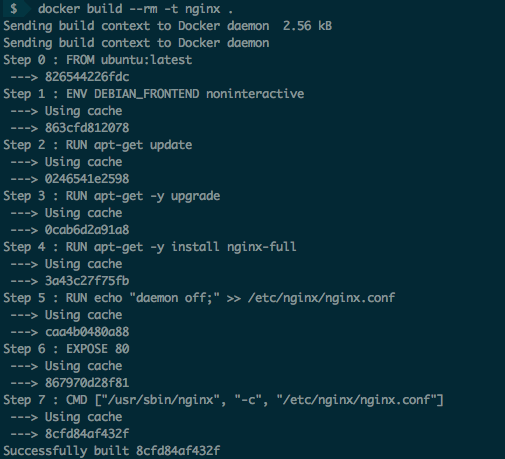 $ docker build --rm -t nginx .
Sending build context to Docker daemon  2.56 kB
Sending build context to Docker daemon
Step 0 : FROM ubuntu:latest
 ---> 826544226fdc
Step 1 : ENV DEBIAN_FRONTEND noninteractive
 ---> Using cache
 ---> 863cfd812078
Step 2 : RUN apt-get update
 ---> Using cache
 ---> 0246541e2598
Step 3 : RUN apt-get -y upgrade
 ---> Using cache
 ---> 0cab6d2a91a8
Step 4 : RUN apt-get -y install nginx-full
 ---> Using cache
 ---> 3a43c27f75fb
Step 5 : RUN echo "daemon off;" >> /etc/nginx/nginx.conf
 ---> Using cache
 ---> caa4b0480a88
Step 6 : EXPOSE 80
 ---> Using cache
 ---> 867970d28f81
Step 7 : CMD ["/usr/sbin/nginx", "-c", "/etc/nginx/nginx.conf"]
 ---> Using cache
 ---> 8cfd84af432f
Successfully built 8cfd84af432f